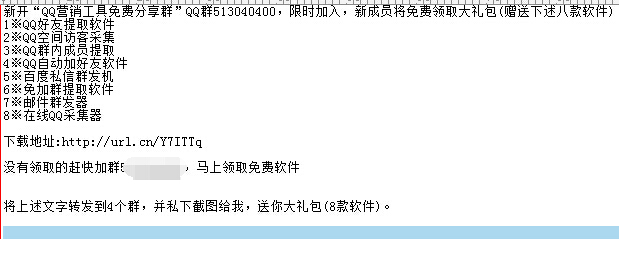 新开“QQ营销工具免费分享群”QQ群513040400，限时加入，新成员将免费领取大礼包(赠送下述八款软件)
1※QQ好友提取软件
2※QQ空间访客采集
3※QQ群内成员提取
4※QQ自动加好友软件
5※百度私信群发机
6※免加群提取软件
7※邮件群发器
8※在线QQ采集器
下载地址:http://url.cn/Y7ITTq
没有领取的赶快加群，马上领取免费软件
将上述文字转发到4个群，并私下截图给我，送你大礼包(8款软件)。